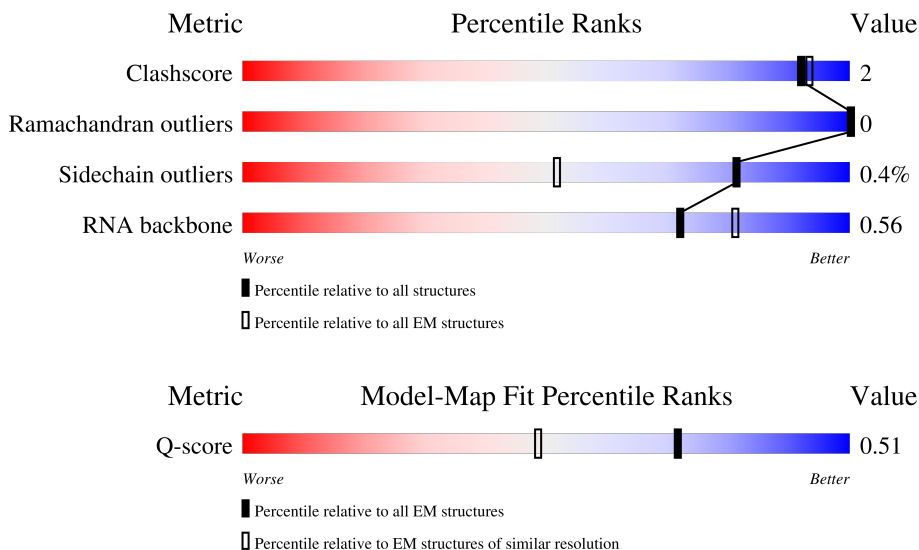 Metric Percentile Ranks Value
Clashscore 2
Ramachandran outliers 0
Sidechain outliers 0.4%
RNA backbone 0.56
Worse Better
Percentile relative to all structures
Percentile relative to all EM structures
Metric Model-Map Fit Percentile Ranks Value
Q-score 0.51
Worse Better
Percentile relative to all EM structures
Percentile relative to EM structures of similar resolution